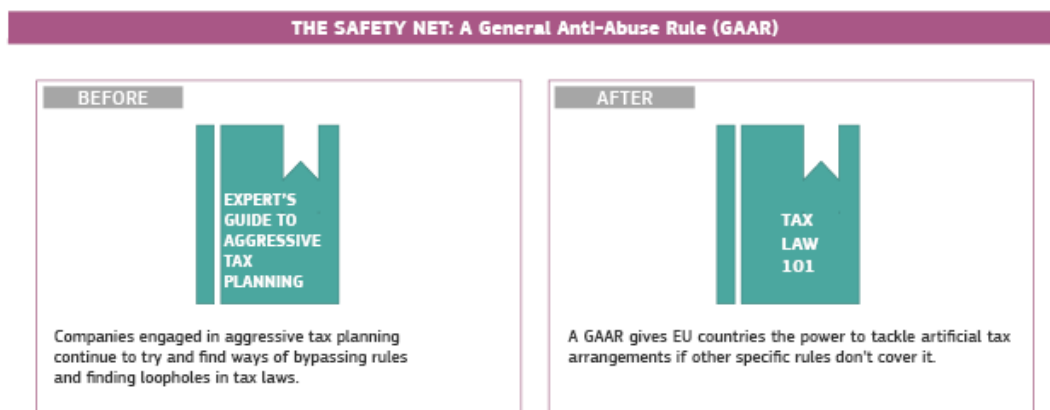 THE SAFETY NET: A General Anti-Abuse Rule (GAAR)
BEFORE
EXPERT'S
GUIDE TO
AGGRESSIVE
TAX
PLANNING
Companies engaged in aggressive tax planning
continue to try and find ways of bypassing rules
and finding loopholes in tax laws.
AFTER
TAX
LAW
101
A GAAR gives EU countries the power to tackle artificial tax
arrangements if other specific rules don't cover it.